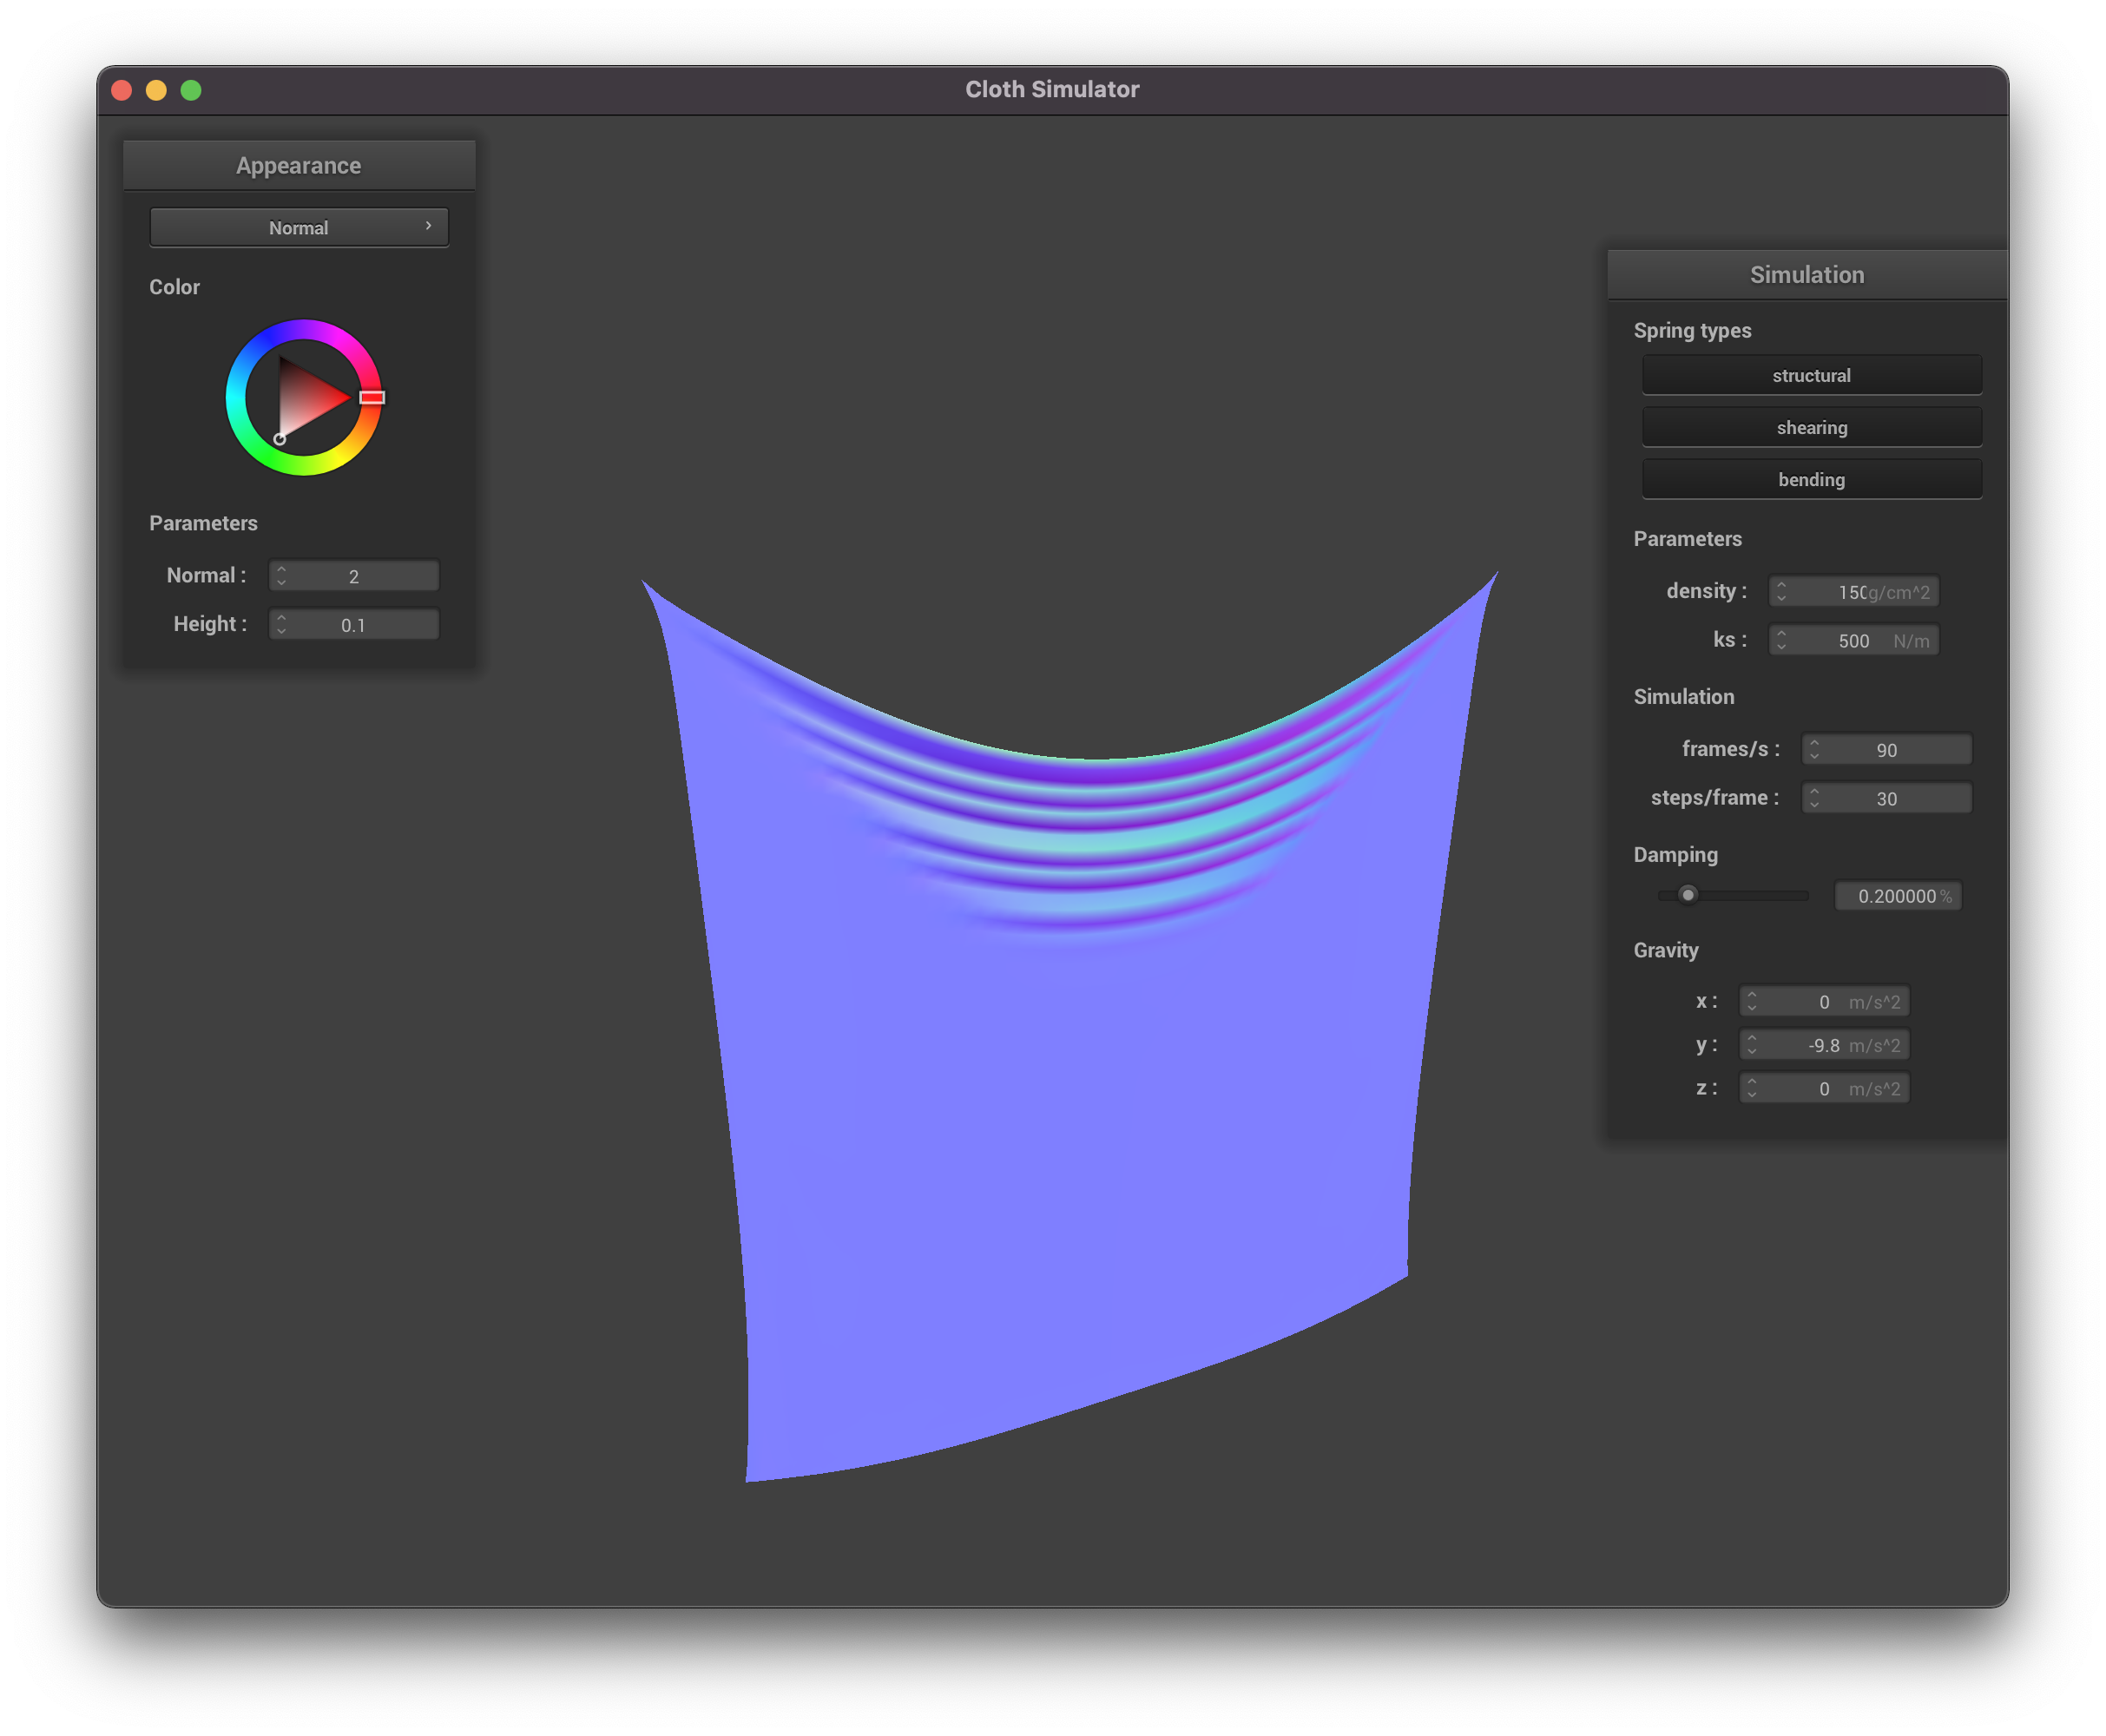 Cloth Simulator
Appearance
Normal
Color
Parameters
Normal : 2
Height : 0.1
Simulation
Spring types
structural
shearing
bending
Parameters
density : 150 g/cm^2
ks : 500 N/m
Simulation
frames/s : 90
steps/frame : 30
Damping
0.200000 %
Gravity
x : 0 m/s^2
y : -9.8 m/s^2
z : 0 m/s^2